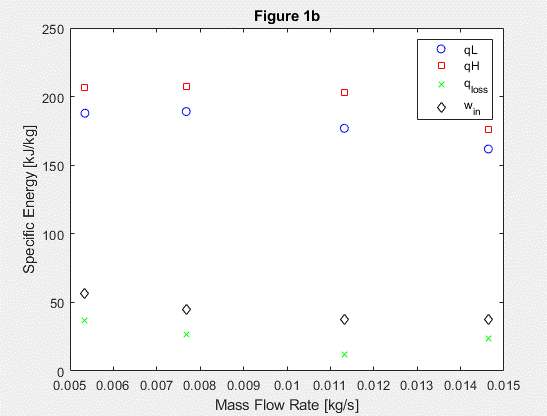 Figure 1b
250
200
150
100
50
0
Specific Energy [kJ/kg]
qL
qH
q_loss
w_in
0.005 0.006 0.007 0.008 0.009 0.01 0.011 0.012 0.013 0.014 0.015
Mass Flow Rate [kg/s]